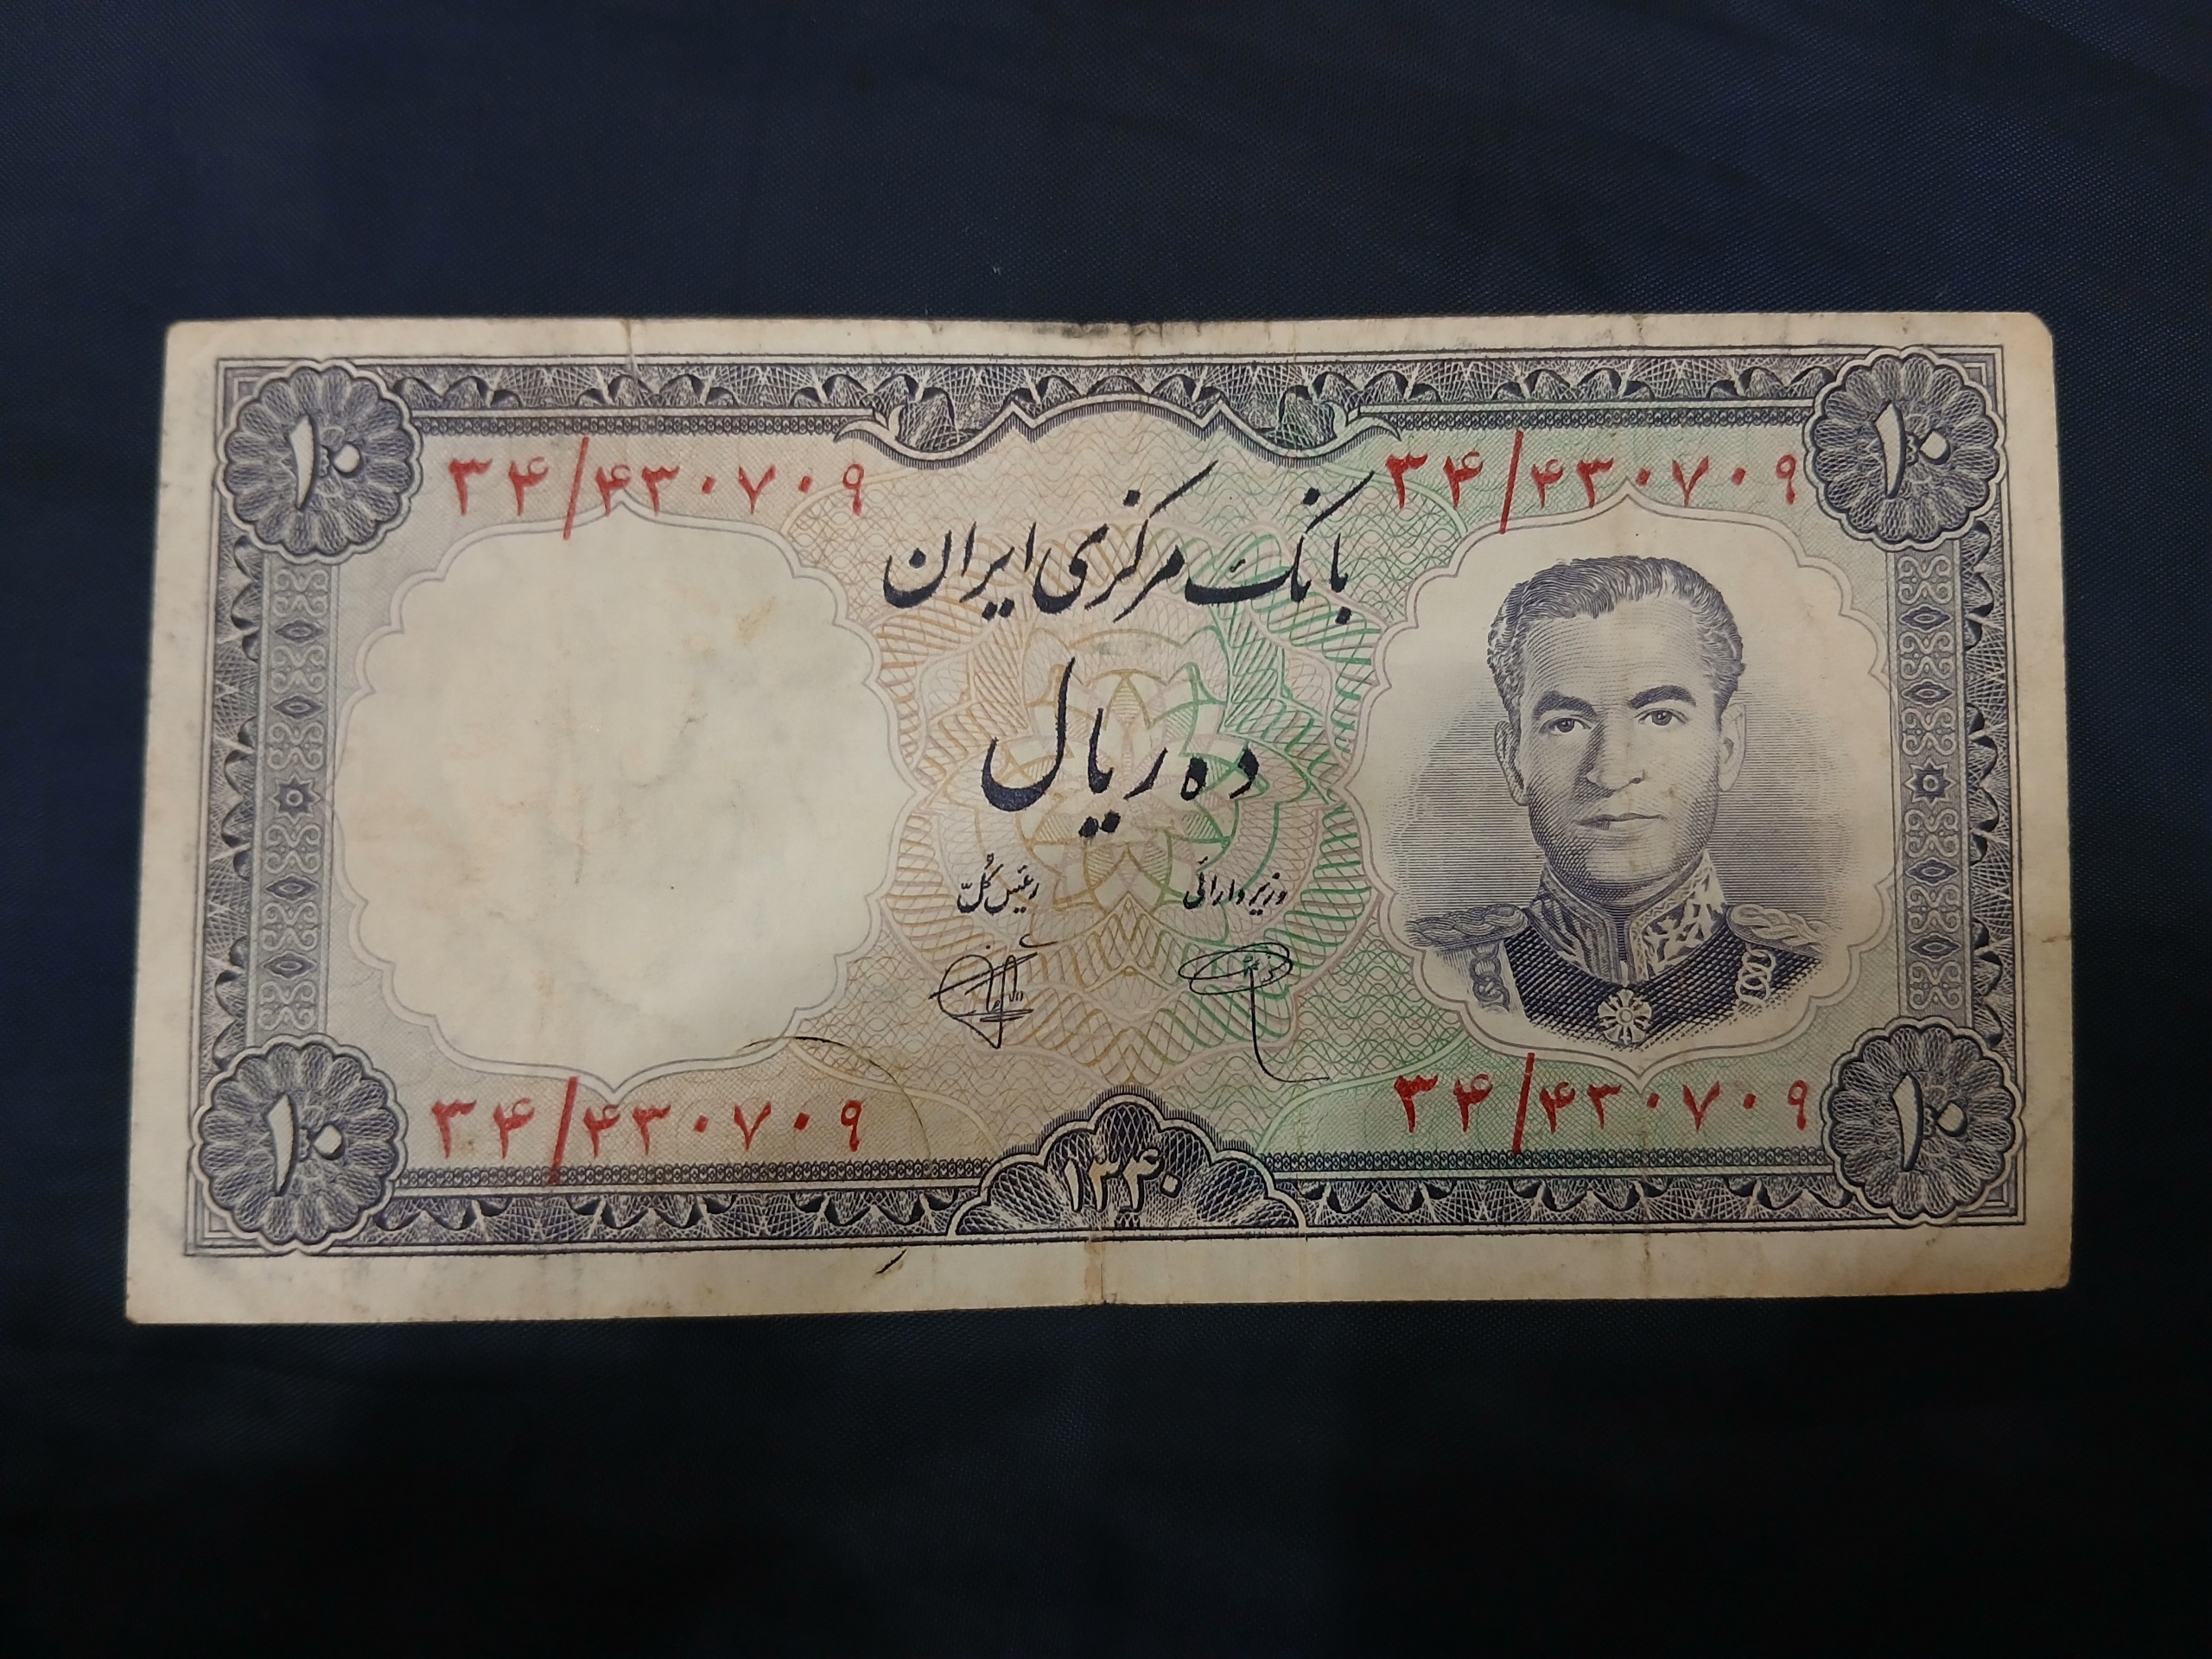 ۱۰
۱۰
۳۴/۴۳۰۷۰۹
۳۴/۴۳۰۷۰۹
بانک مرکزی ایران
ده ریال
وزیر دارائی
رئیس کلّ
۳۴/۴۳۰۷۰۹
۳۴/۴۳۰۷۰۹
۱۰
۱۳۴۰
۱۰